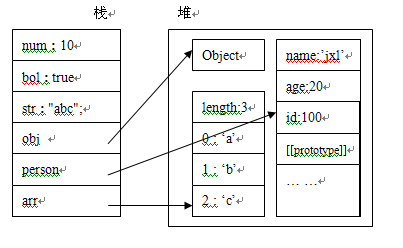 栈
堆
num：10
bol：true
str："abc";
obj
person
arr
Object
length:3
0：‘a’
1：‘b’
2：‘c’
name:’jxl’
age:20
id:100
[[prototype]]
… …